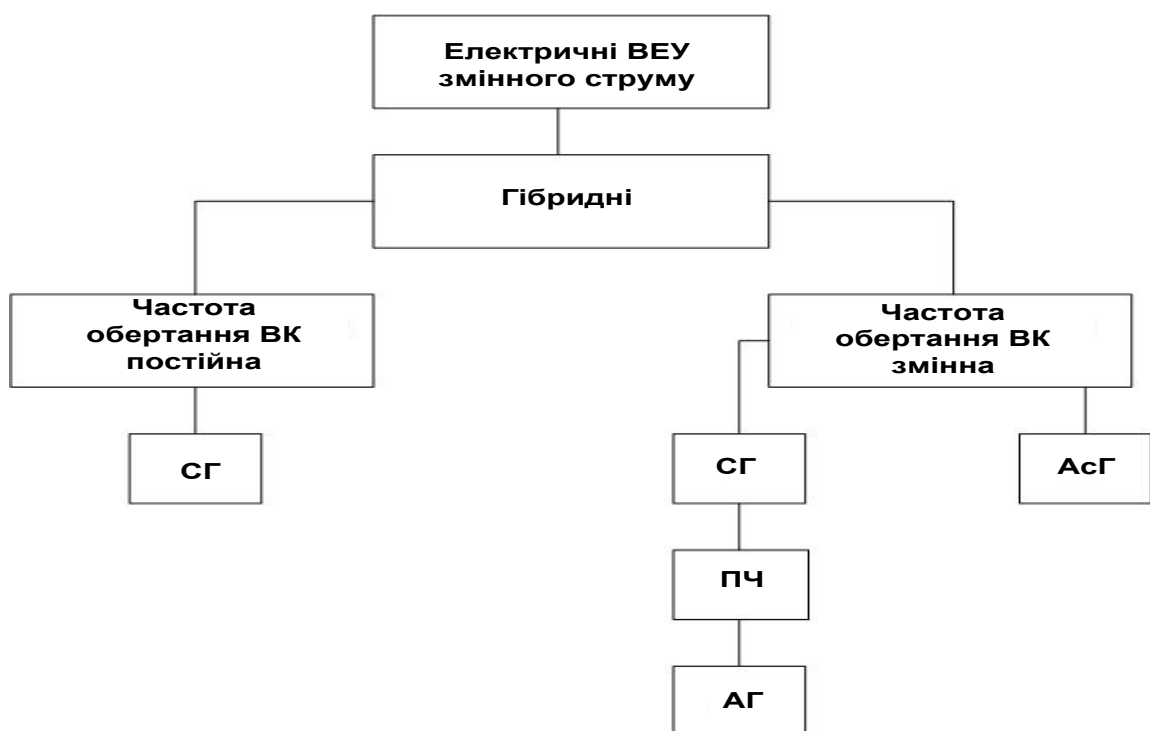 Електричні ВЕУ
змінного струму
Гібридні
Частота
обертання ВК
постійна
Частота
обертання ВК
змінна
СГ
СГ
АсГ
ПЧ
АГ